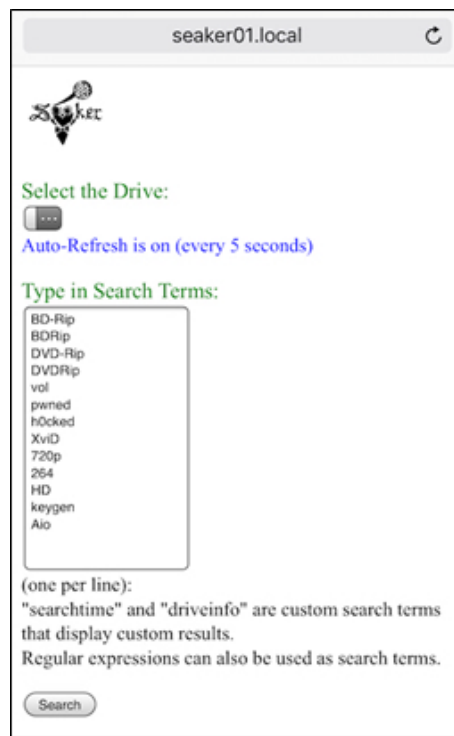 seaker01.local
Seaker
Select the Drive:
...
Auto-Refresh is on (every 5 seconds)
Type in Search Terms:
BD-Rip
BDRip
DVD-Rip
DVDRip
vol
pwned
h0cked
XviD
720p
264
HD
keygen
Aio
(one per line):
"searchtime" and "driveinfo" are custom search terms
that display custom results.
Regular expressions can also be used as search terms.
Search